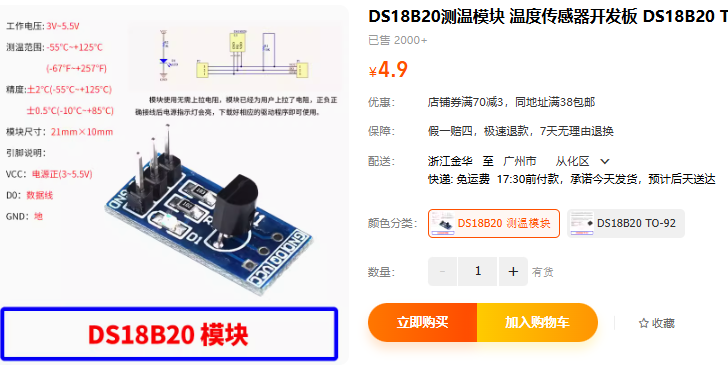 DS18B20测温模块 温度传感器开发板 DS18B20 T
已售 2000+
¥4.9
优惠： 店铺券满70减3，同地址满38包邮
保障： 假一赔四，极速退款，7天无理由退换
配送： 浙江金华 至 广州市 从化区
快递: 免运费 17:30前付款，承诺今天发货，预计后天送达
颜色分类： DS18B20 测温模块 DS18B20 TO-92
数量： - 1 + 有货
立即购买 加入购物车 收藏
工作电压: 3V~5.5V
测温范围: -55°C~+125°C
(-67°F~+257°F)
精度:±2°C(-55°C~+125°C)
±0.5°C(-10°C~+85°C)
模块尺寸：21mm×10mm
引脚说明：
VCC：电源正(3~5.5V)
D0：数据线
GND：地
模块使用无需上拉电阻，模块已经为用户上拉了电阻，正负正
确接线后电源指示灯会亮，下载好相应的驱动程序即可使用。
GND
D1
GND
DQ
VCC
DS18B20 模块